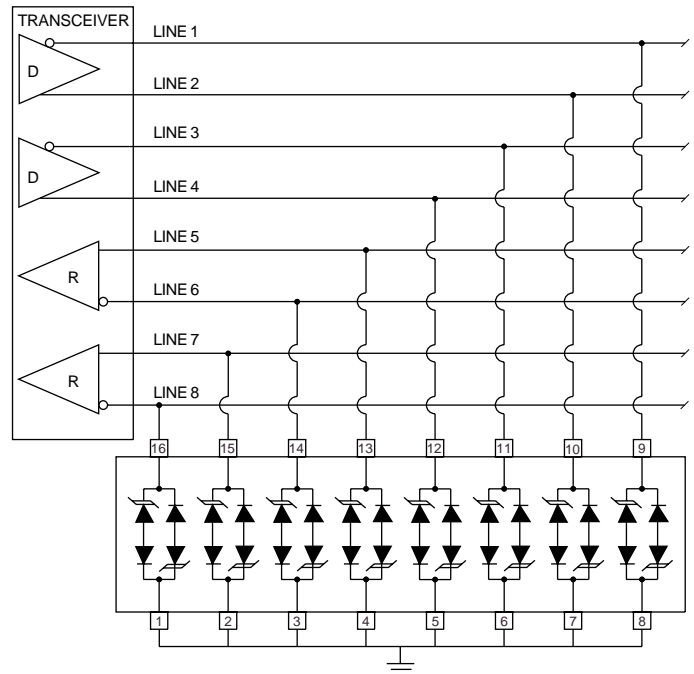 TRANSCEIVER
LINE 1
D
LINE 2
LINE 3
D
LINE 4
LINE 5
R
LINE 6
LINE 7
R
LINE 8
16 15 14 13 12 11 10 9
1 2 3 4 5 6 7 8